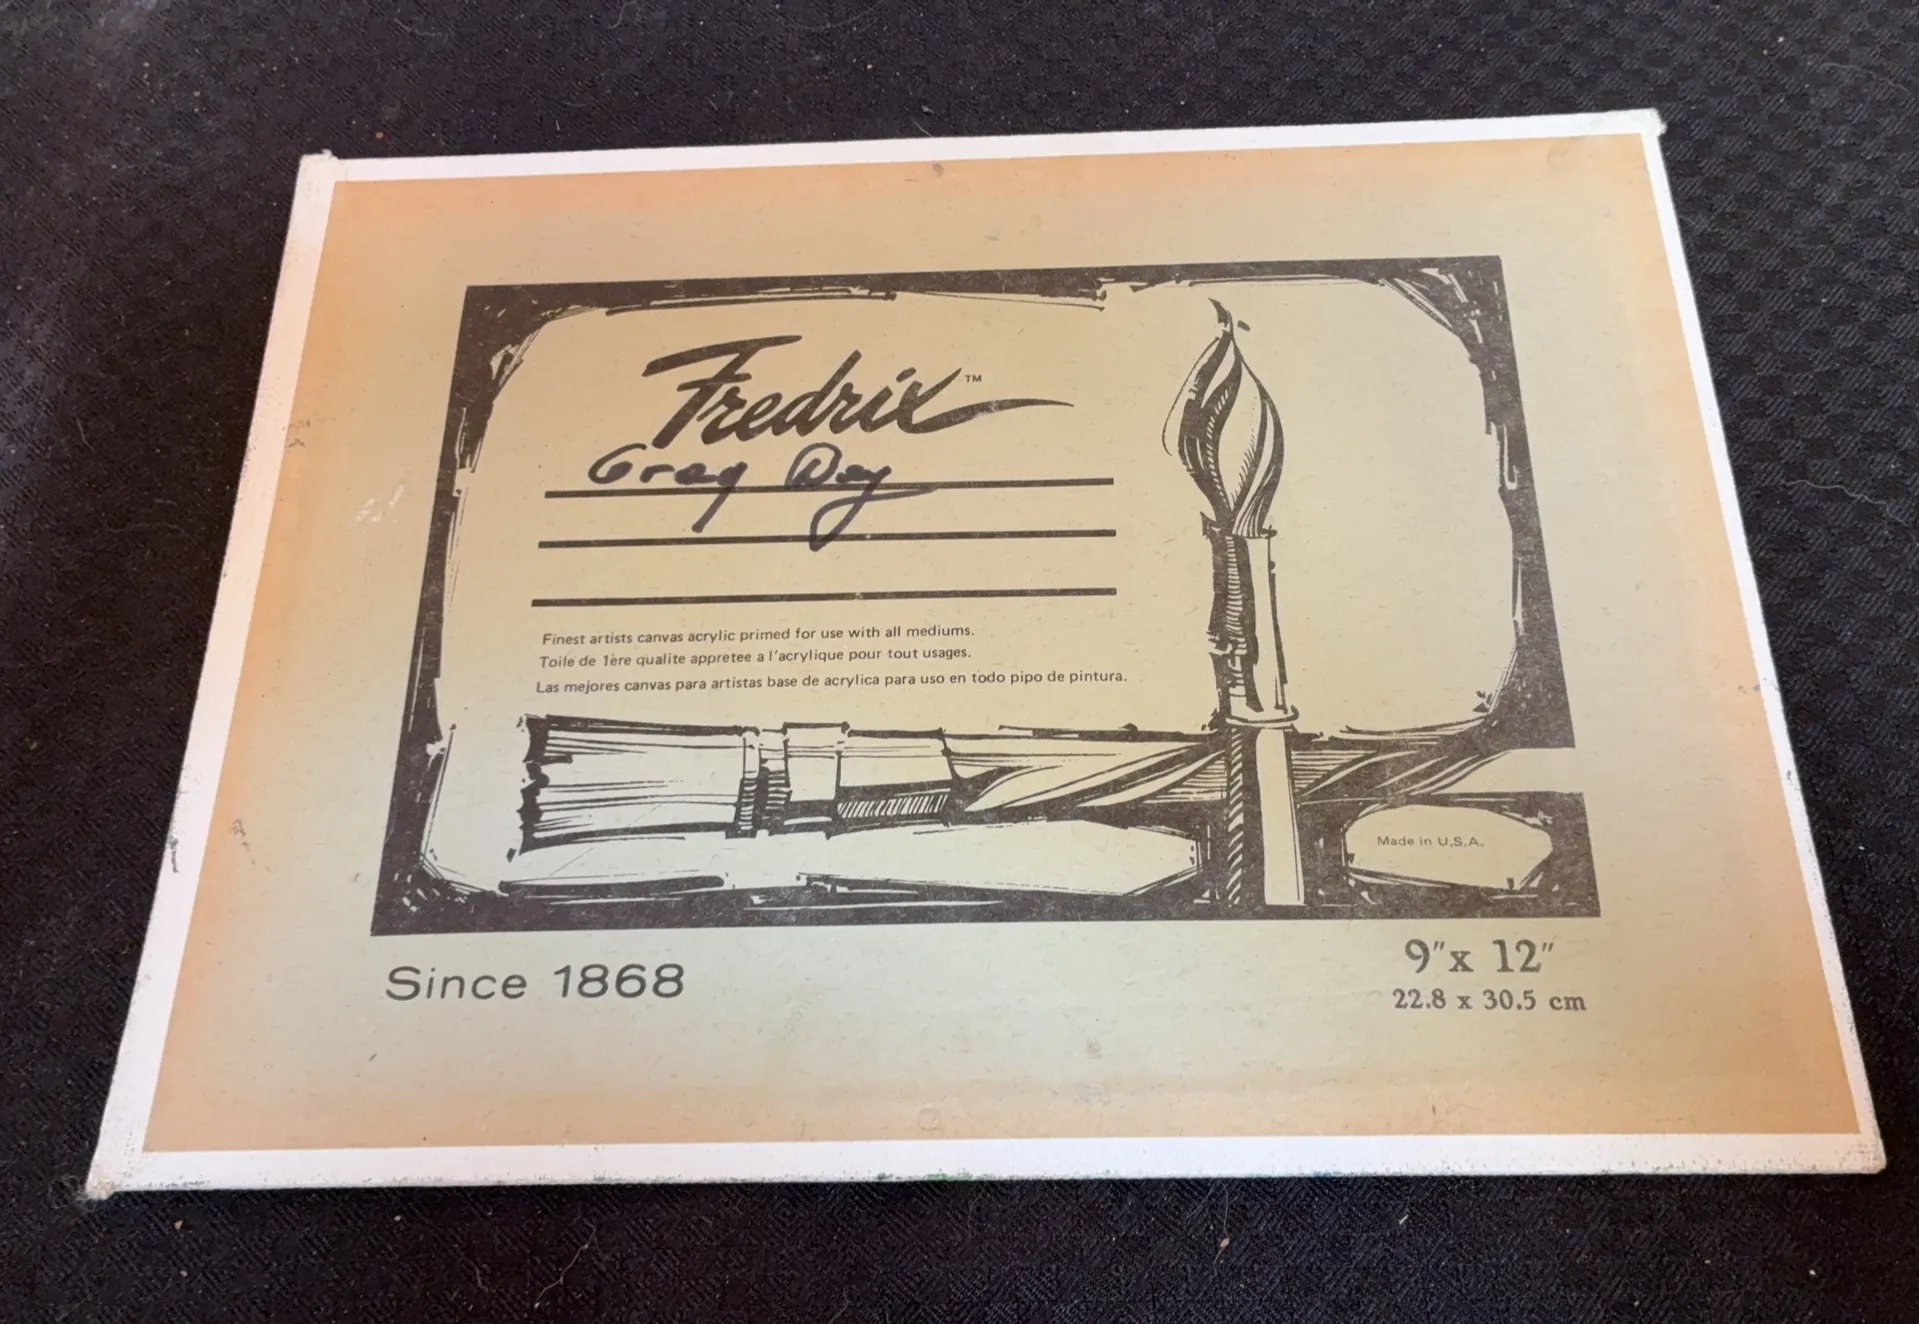 Fredrix™
Greg Day
Finest artists canvas acrylic primed for use with all mediums.
Toile de 1ère qualite appretee a l'acrylique pour tout usages.
Las mejores canvas para artistas base de acrylica para uso en todo pipo de pintura.
Made in U.S.A.
Since 1868
9" x 12"
22.8 x 30.5 cm